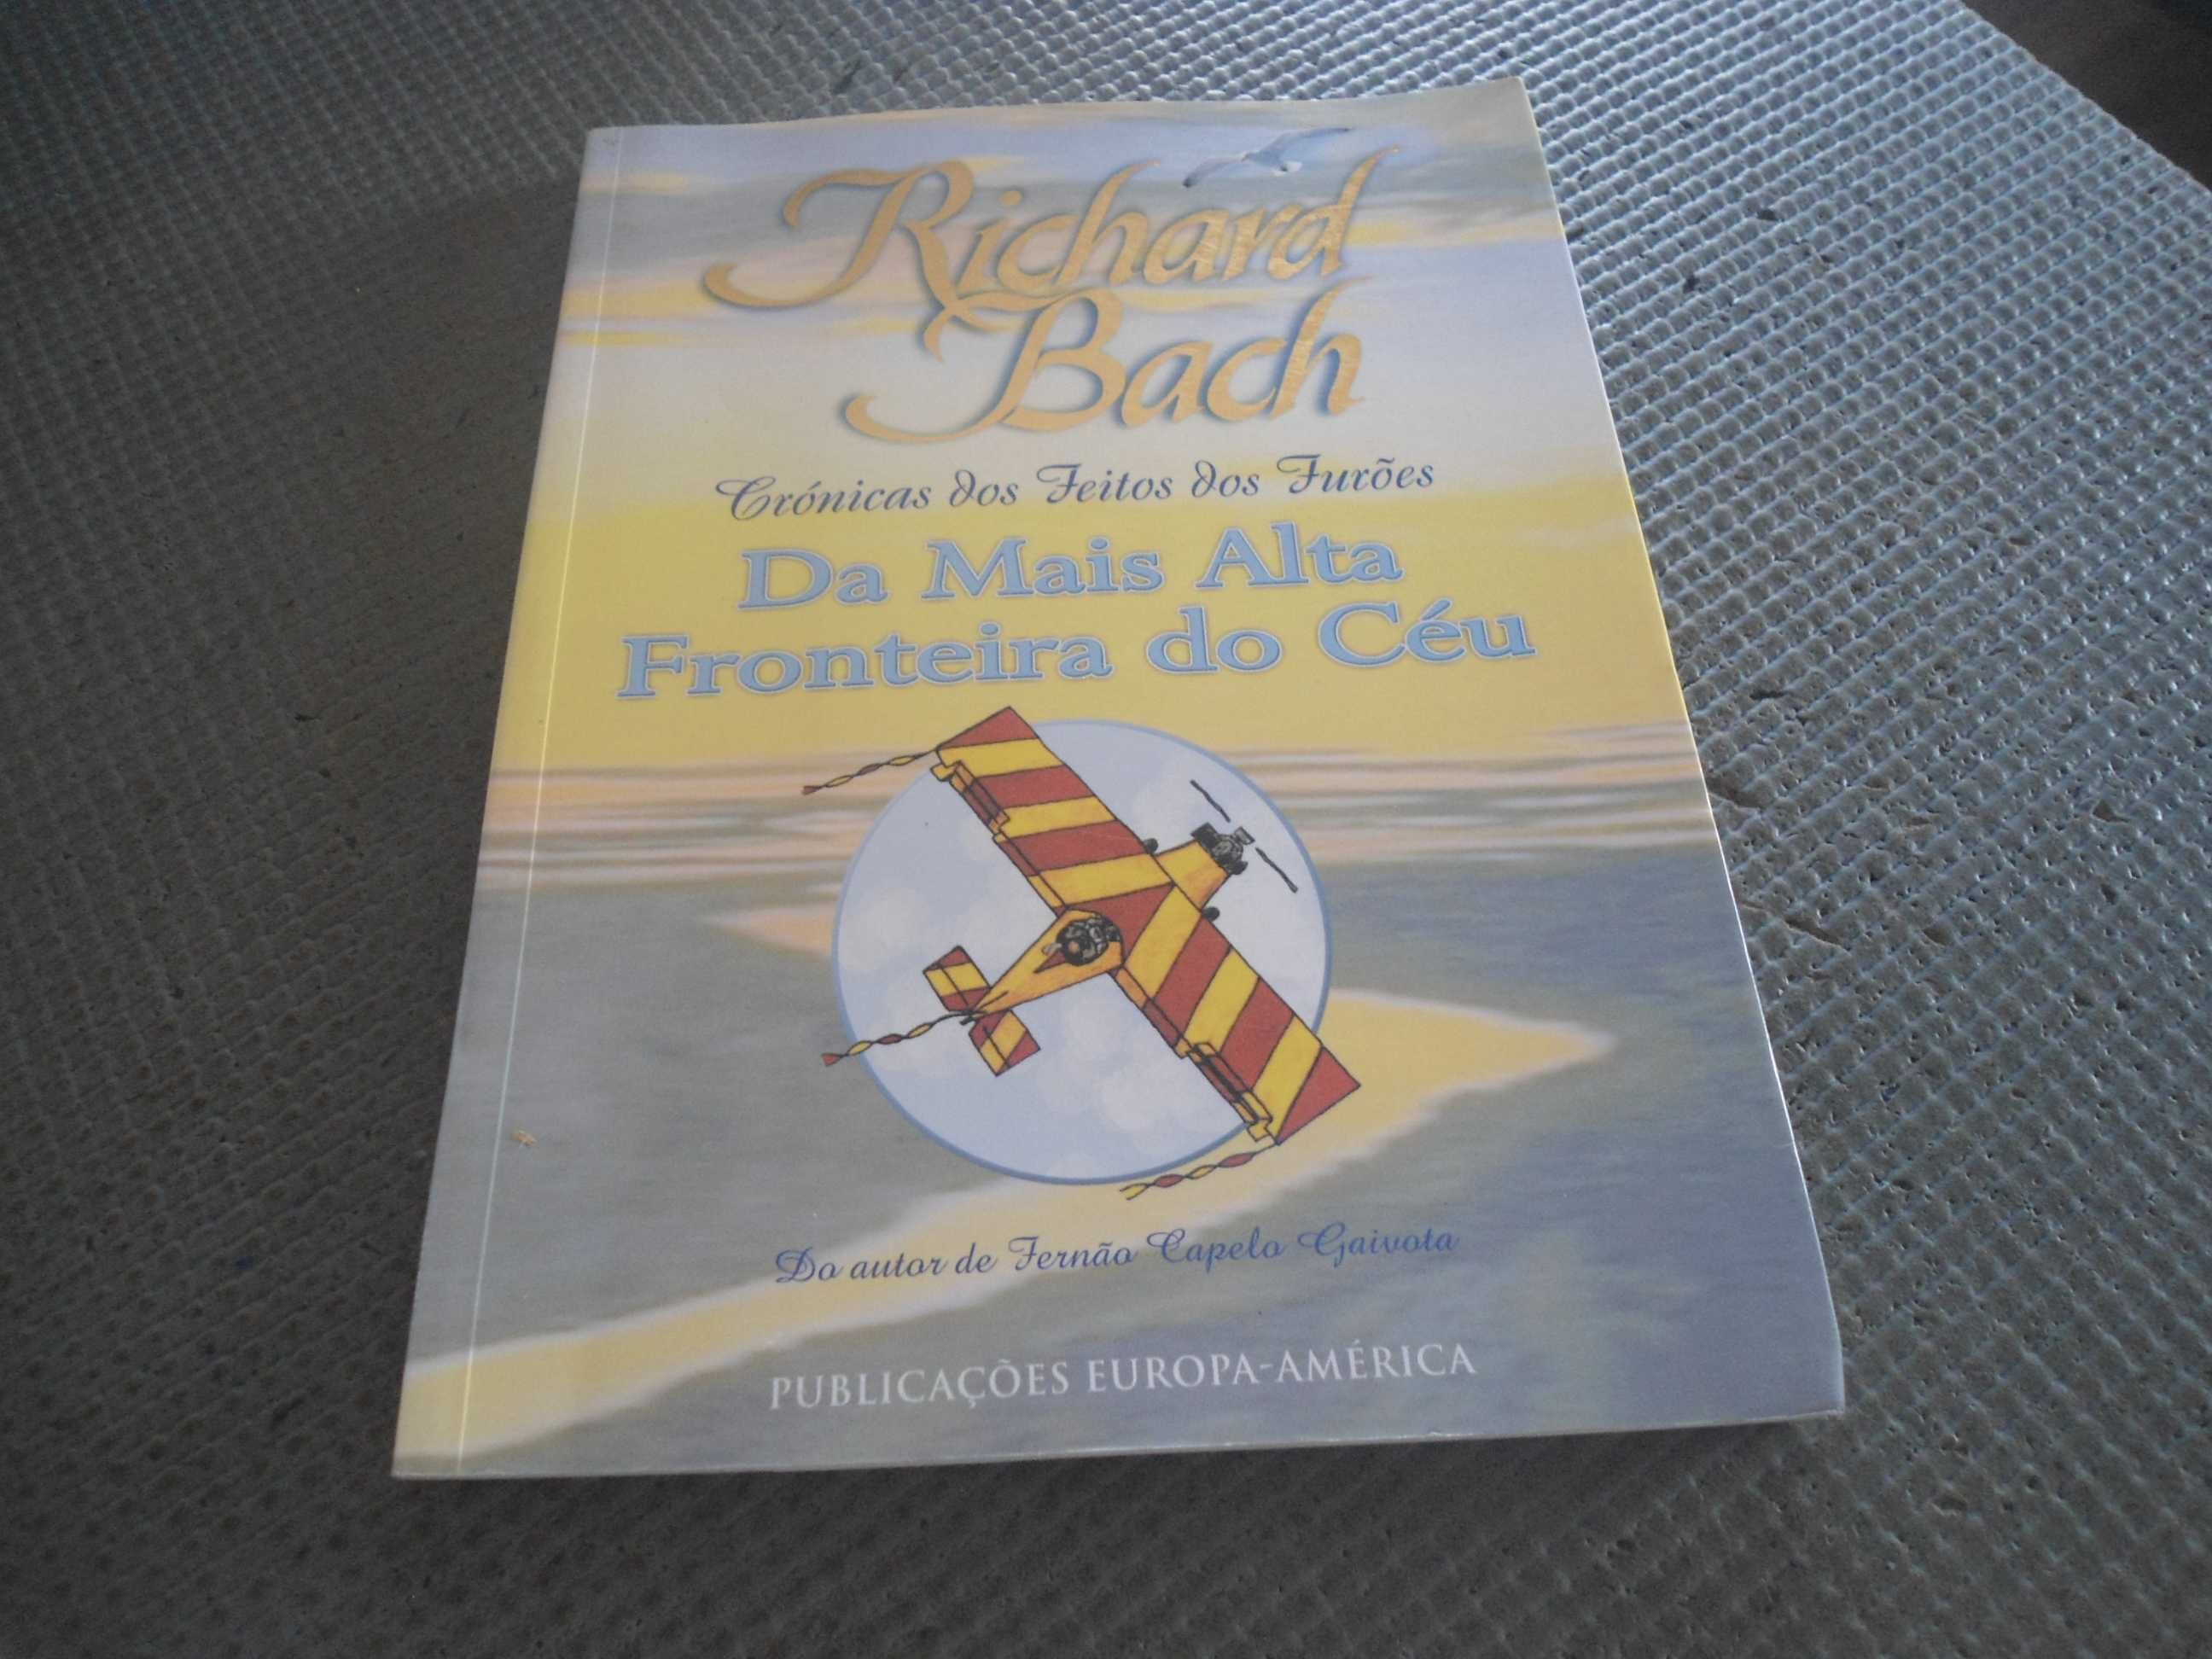 Richard
Bach
Crónicas dos Feitos dos Furões
Da Mais Alta
Fronteira do Céu
Do autor de Fernão Capelo Gaivota
PUBLICAÇÕES EUROPA-AMÉRICA